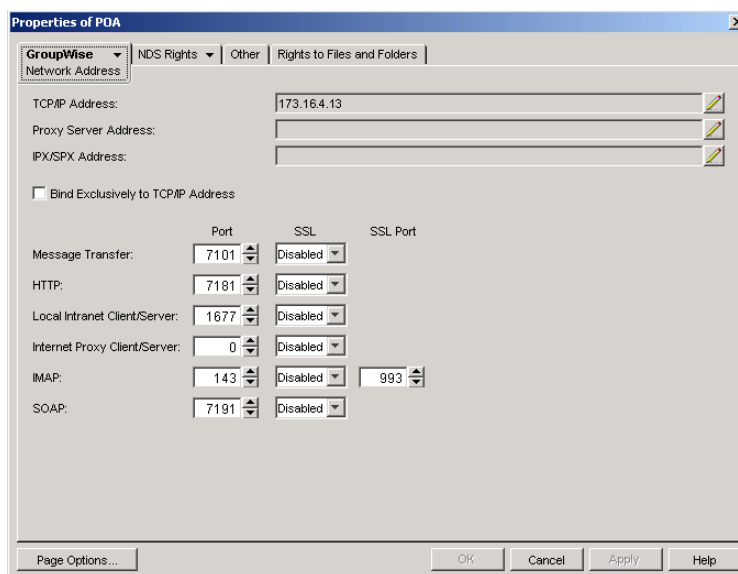 Properties of POA
GroupWise NDS Rights Other Rights to Files and Folders
Network Address
TCP/IP Address: 173.16.4.13
Proxy Server Address:
IPX/SPX Address:
Bind Exclusively to TCP/IP Address
Port SSL SSL Port
Message Transfer: 7101 Disabled
HTTP: 7181 Disabled
Local Intranet Client/Server: 1677 Disabled
Internet Proxy Client/Server: 0 Disabled
IMAP: 143 Disabled 993
SOAP: 7191 Disabled
Page Options... OK Cancel Apply Help